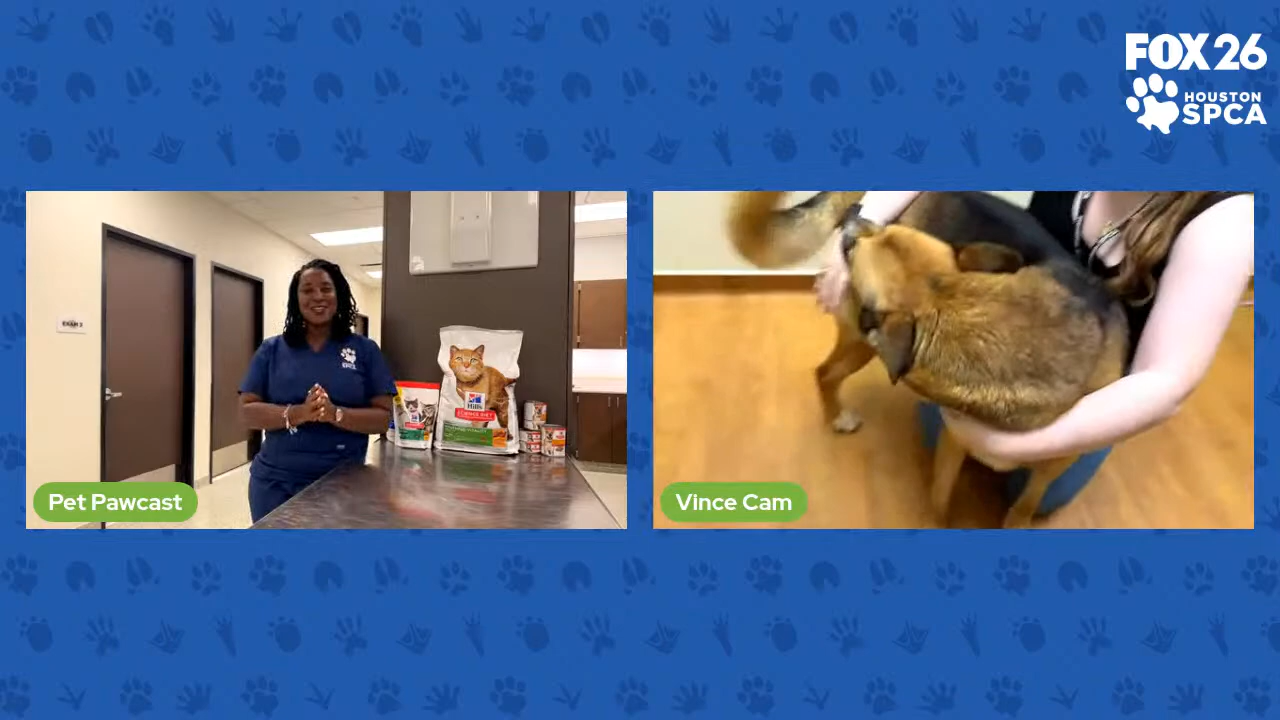 FOX 26
HOUSTON
SPCA
EXAM 2
Hill's
SCIENCE DIET
Pet Pawcast
Vince Cam